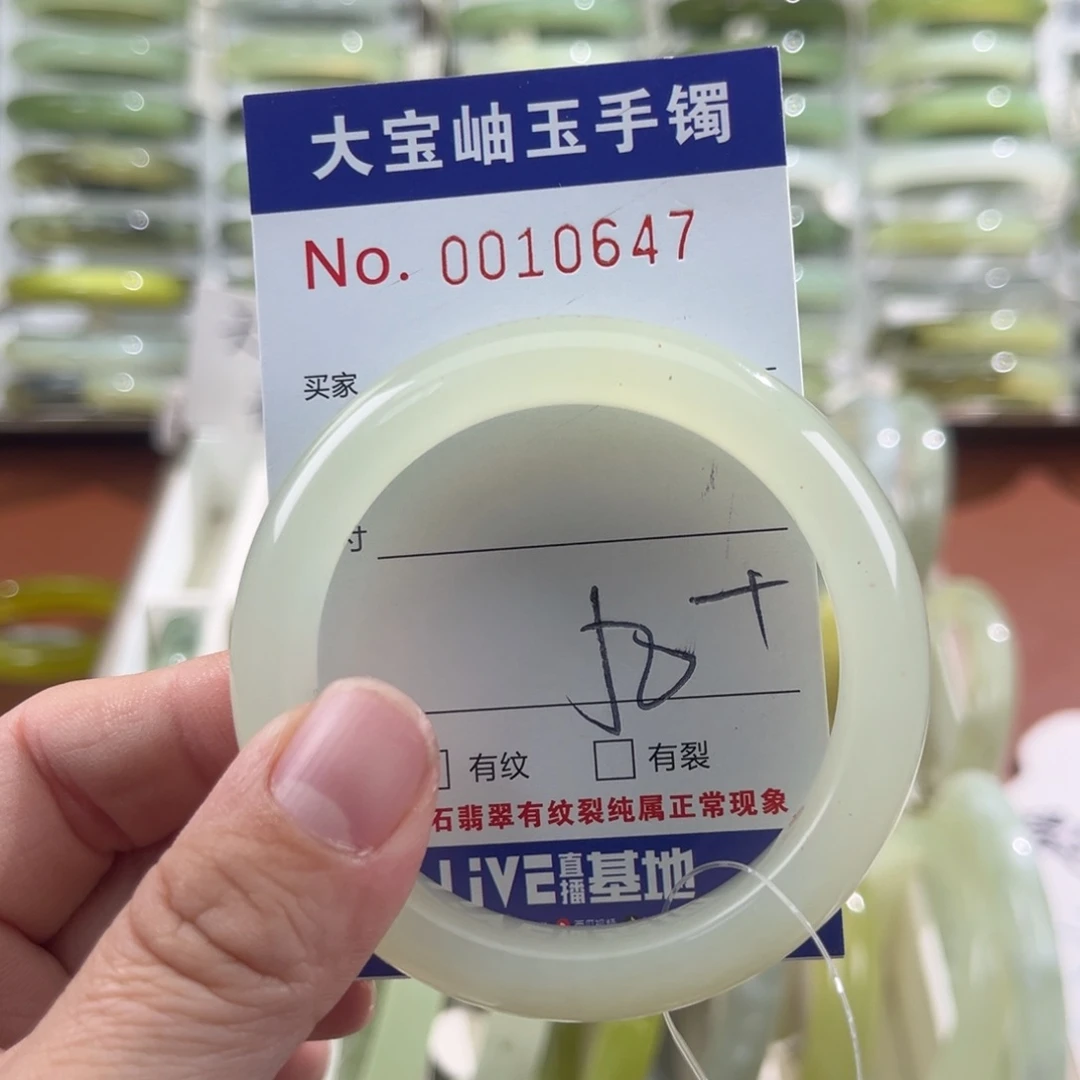 大宝岫玉手镯
No. 0010647
买家
寸
58+
有纹 有裂
石翡翠有纹裂纯属正常现象
LiVE直播基地